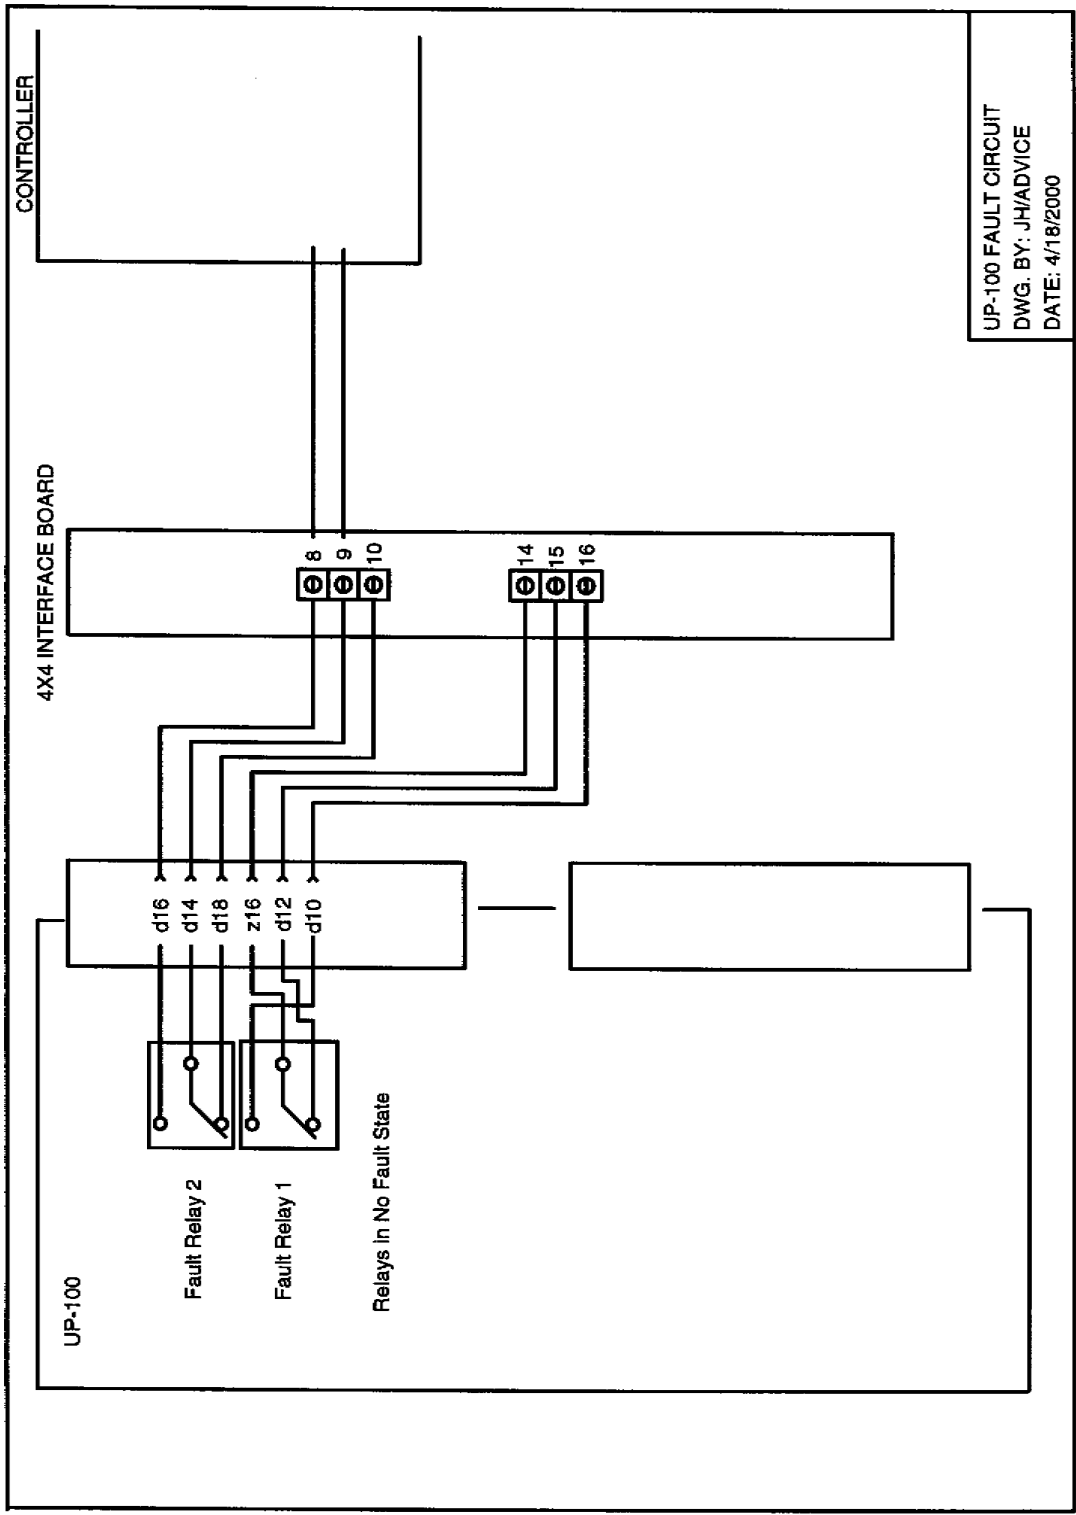 UP-100
Fault Relay 2
Fault Relay 1
Relays In No Fault State
d16
d14
d18
z16
d12
d10
4X4 INTERFACE BOARD
8
9
10
14
15
16
CONTROLLER
UP-100 FAULT CIRCUIT
DWG. BY: JH/ADVICE
DATE: 4/18/2000